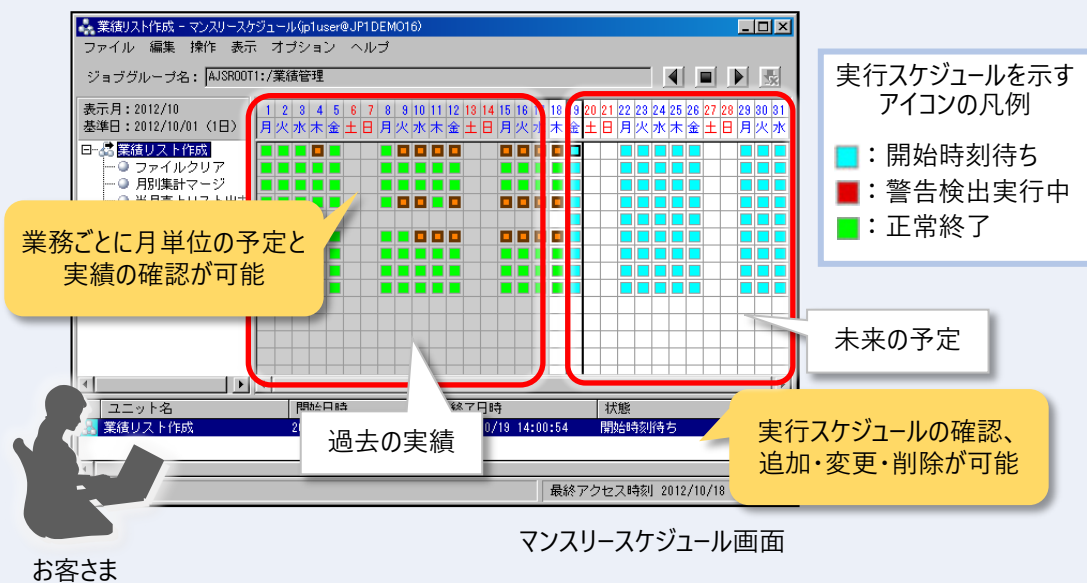 業績リスト作成 - マンスリースケジュール(jp1user@JP1DEMO16)
ファイル 編集 操作 表示 オプション ヘルプ
ジョブグループ名： AJSROOT1:/業績管理
表示月：2012/10
基準日：2012/10/01 (1日)
1 2 3 4 5 6 7 8 9 10 11 12 13 14 15 16 17 18 19 20 21 22 23 24 25 26 27 28 29 30 31
月 火 水 木 金 土 日 月 火 水 木 金 土 日 月 火 水 木 金 土 日 月 火 水 木 金 土 日 月 火 水
業績リスト作成
ファイルクリア
月別集計マージ
業務ごとに月単位の予定と
実績の確認が可能
過去の実績
未来の予定
ユニット名 開始日時 終了日時 状態
業績リスト作成 0/19 14:00:54 開始時刻待ち
最終アクセス時刻 2012/10/18
実行スケジュールの確認、
追加・変更・削除が可能
実行スケジュールを示す
アイコンの凡例
：開始時刻待ち
：警告検出実行中
：正常終了
マンスリースケジュール画面
お客さま